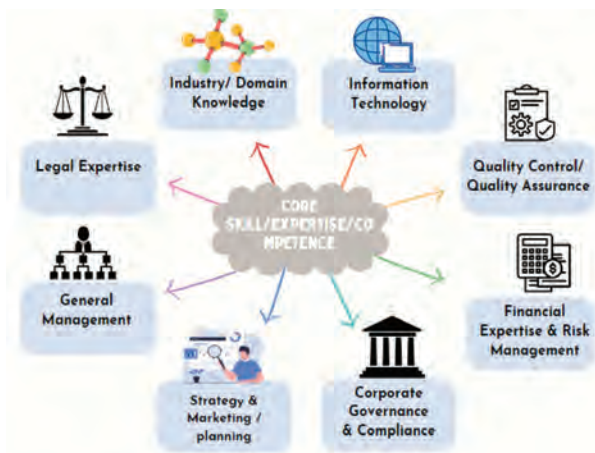 Industry/ Domain
Knowledge
Information
Technology
Legal Expertise
Quality Control/
Quality Assurance
CORE
SKILL/EXPERTISE/CO
MPETENCE
General
Management
Financial
Expertise & Risk
Management
Strategy &
Marketing /
planning
Corporate
Governance
& Compliance